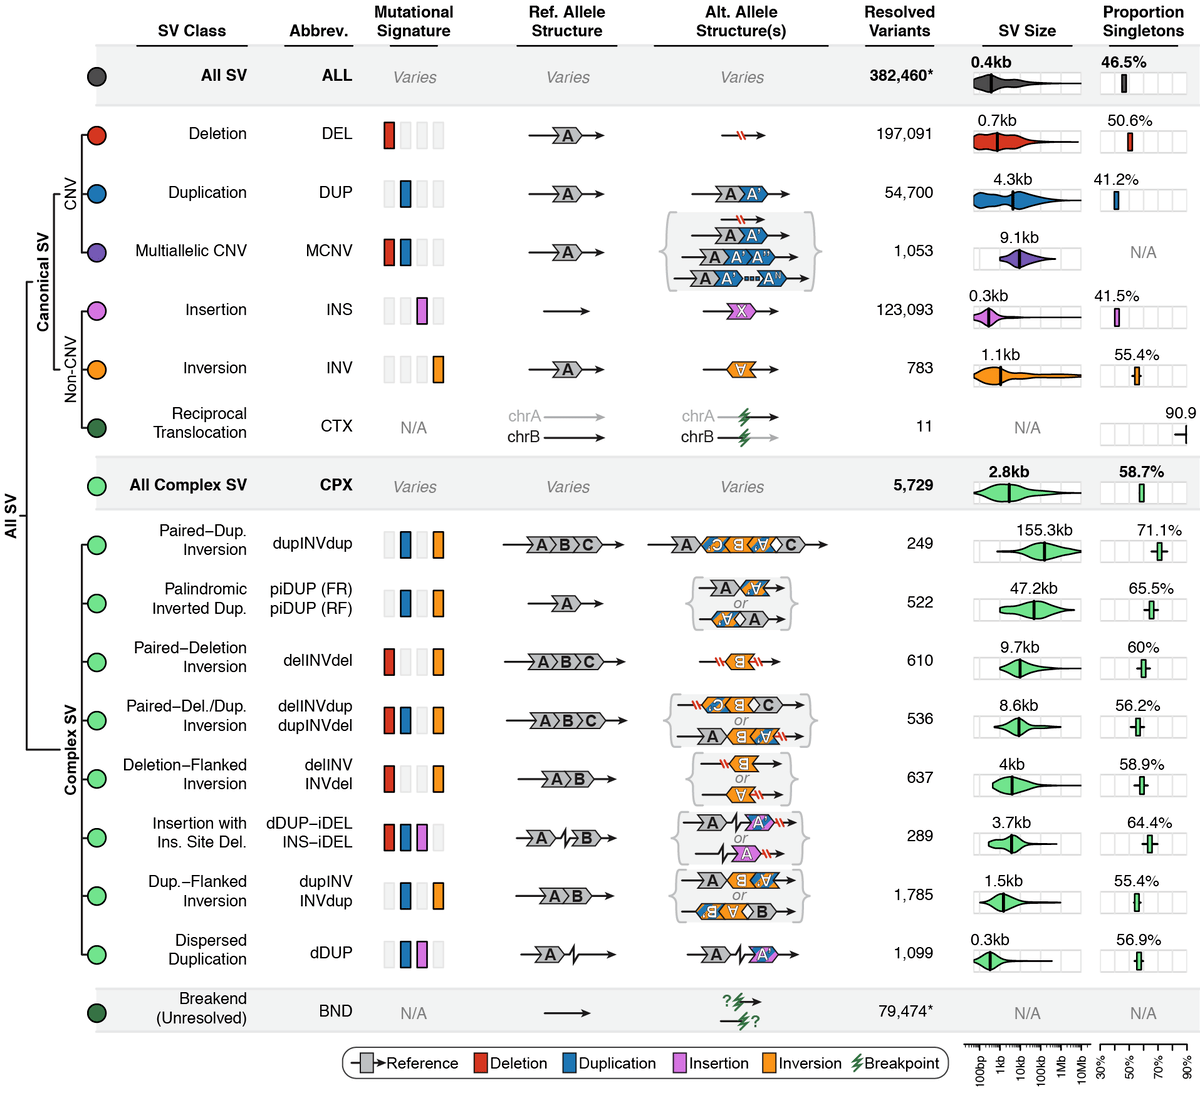 SV Class
Abbrev.
Mutational
Signature
Ref. Allele
Structure
Alt. Allele
Structure(s)
Resolved
Variants
SV Size
Proportion
Singletons
All SV
ALL
Varies
Varies
Varies
382,460*
0.4kb
46.5%
Deletion
DEL
A
197,091
0.7kb
50.6%
Duplication
DUP
A
A A'
54,700
4.3kb
41.2%
Multiallelic CNV
MCNV
A
A A'
A A' A''
A A' A''
1,053
9.1kb
N/A
Insertion
INS
X
123,093
0.3kb
41.5%
Inversion
INV
A
A
783
1.1kb
55.4%
Reciprocal
Translocation
CTX
N/A
chrA
chrB
chrA
chrB
11
N/A
90.9
All Complex SV
CPX
Varies
Varies
Varies
5,729
2.8kb
58.7%
Paired–Dup.
Inversion
dupINVdup
A B C
A C' B A' C
249
155.3kb
71.1%
Palindromic
Inverted Dup.
piDUP (FR)
piDUP (RF)
A
A A'
or
A' A
522
47.2kb
65.5%
Paired–Deletion
Inversion
delINVdel
A B C
B
610
9.7kb
60%
Paired–Del./Dup.
Inversion
delINVdup
dupINVdel
A B C
C' B C
or
A B A'
536
8.6kb
56.2%
Deletion–Flanked
Inversion
delINV
INVdel
A B
B
or
A
637
4kb
58.9%
Insertion with
Ins. Site Del.
dDUP–iDEL
INS–iDEL
A B
A A'
or
A
289
3.7kb
64.4%
Dup.–Flanked
Inversion
dupINV
INVdup
A B
A B A'
or
B' A B
1,785
1.5kb
55.4%
Dispersed
Duplication
dDUP
A
A A'
1,099
0.3kb
56.9%
Breakend
(Unresolved)
BND
N/A
?
?
79,474*
N/A
N/A
All SV
Canonical SV
CNV
Non–CNV
Complex SV
Reference
Deletion
Duplication
Insertion
Inversion
Breakpoint
100bp
1kb
10kb
100kb
1Mb
10Mb
30%
50%
70%
90%